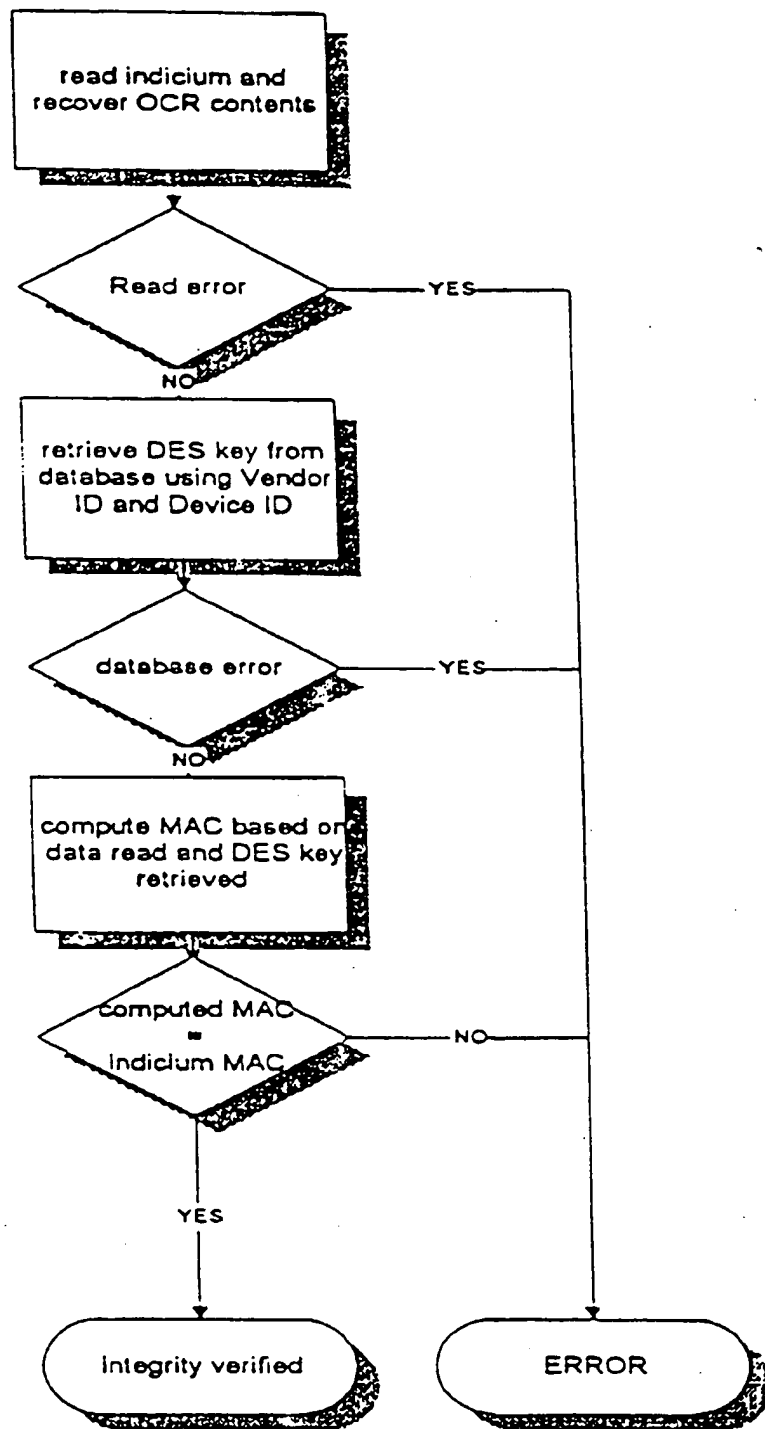 read indicium and
recover OCR contents
Read error
YES
NO
retrieve DES key from
database using Vendor
ID and Device ID
database error
YES
NO
compute MAC based on
data read and DES key
retrieved
computed MAC
=
indicium MAC
NO
YES
Integrity verified
ERROR